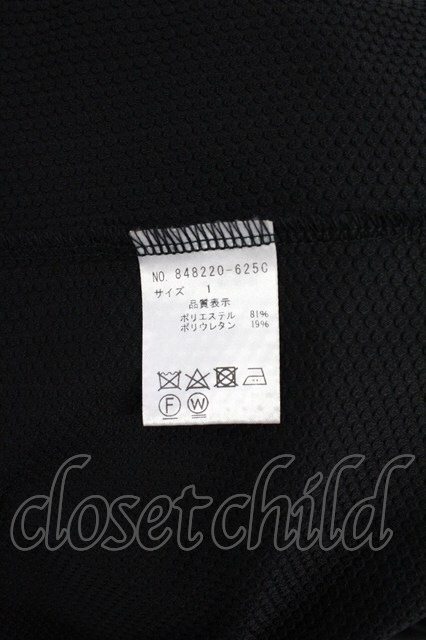 NO. 848220-625C
サイズ 1
品質表示
ポリエステル 81%
ポリウレタン 19%
F W
closetchild